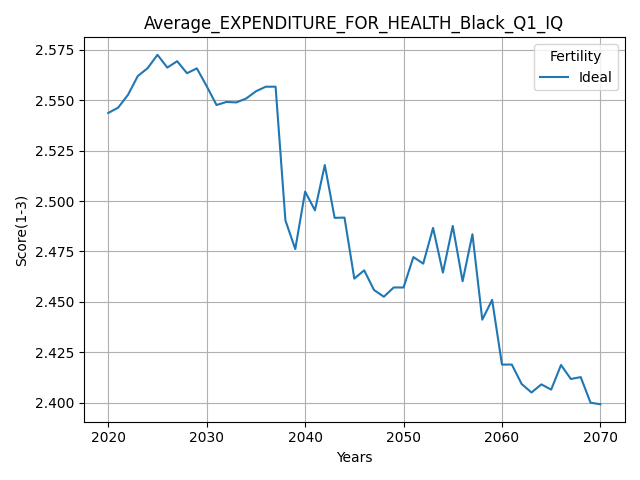 Average_EXPENDITURE_FOR_HEALTH_Black_Q1_IQ
Fertility
Ideal
2.575
2.550
2.525
2.500
2.475
2.450
2.425
2.400
Score(1-3)
2020 2030 2040 2050 2060 2070
Years